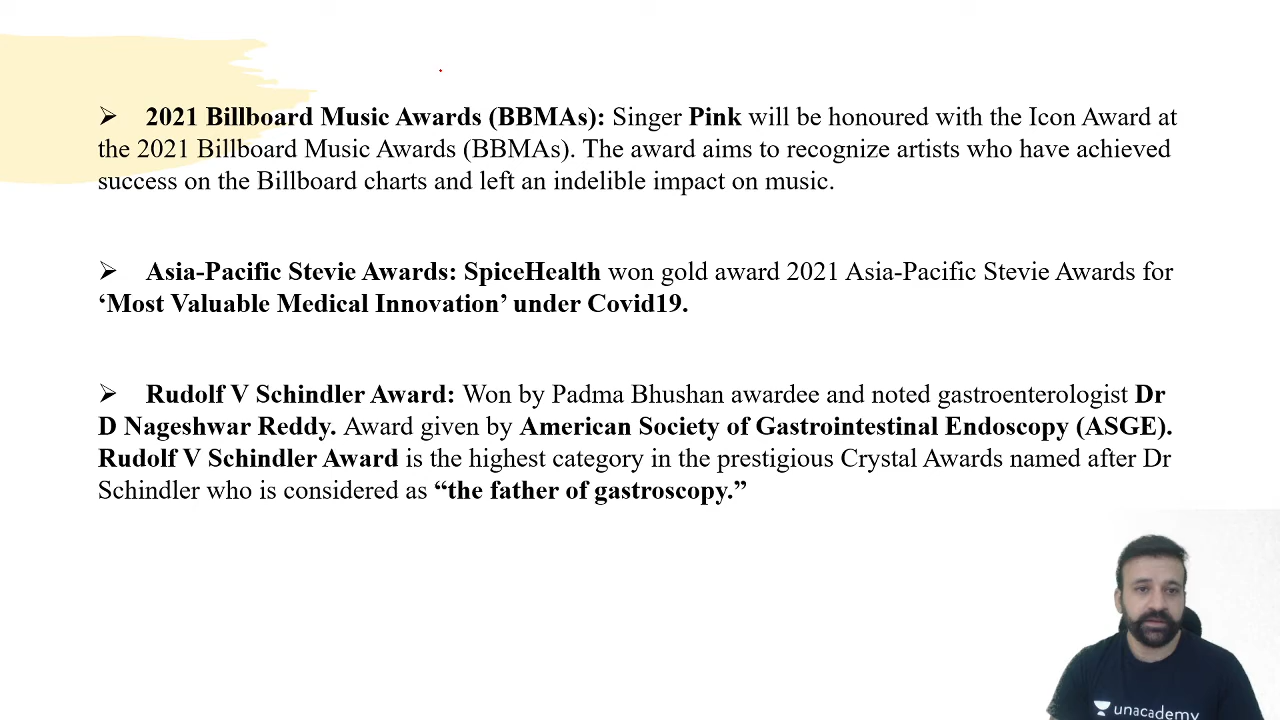 ➢ 2021 Billboard Music Awards (BBMAs): Singer Pink will be honoured with the Icon Award at
the 2021 Billboard Music Awards (BBMAs). The award aims to recognize artists who have achieved
success on the Billboard charts and left an indelible impact on music.
➢ Asia-Pacific Stevie Awards: SpiceHealth won gold award 2021 Asia-Pacific Stevie Awards for
‘Most Valuable Medical Innovation’ under Covid19.
➢ Rudolf V Schindler Award: Won by Padma Bhushan awardee and noted gastroenterologist Dr
D Nageshwar Reddy. Award given by American Society of Gastrointestinal Endoscopy (ASGE).
Rudolf V Schindler Award is the highest category in the prestigious Crystal Awards named after Dr
Schindler who is considered as “the father of gastroscopy.”
unacademy